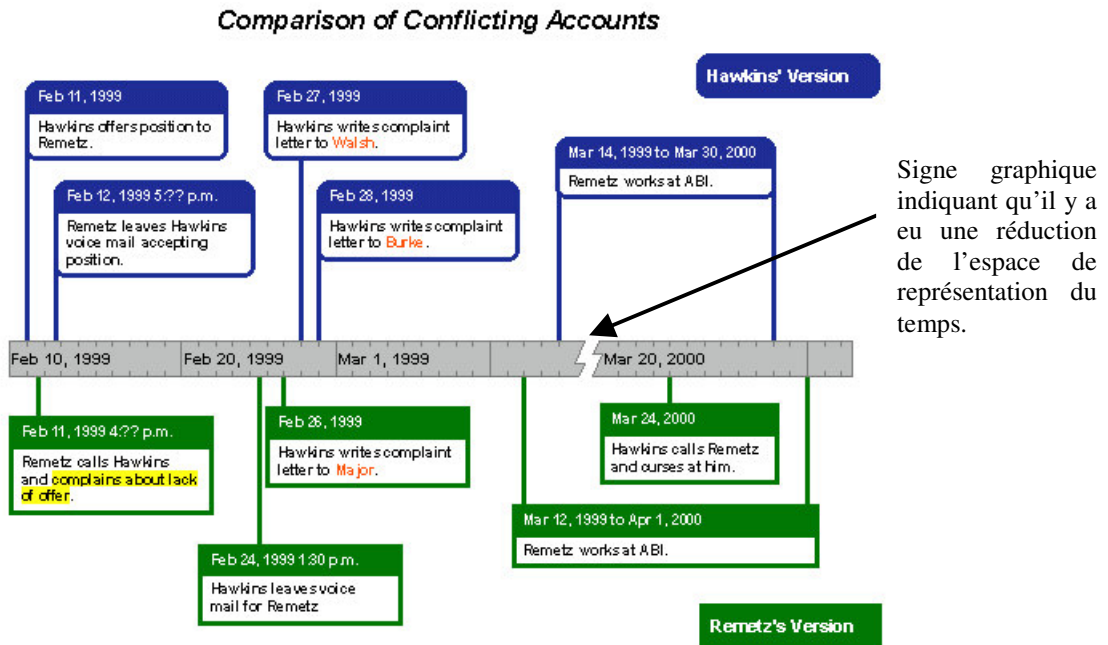 Comparison of Conflicting Accounts
Hawkins' Version
Feb 11, 1999
Hawkins offers position to
Remetz.
Feb 27, 1999
Hawkins writes complaint
letter to Walsh.
Mar 14, 1999 to Mar 30, 2000
Remetz works at ABI.
Feb 12, 1999 5:?? p.m.
Remetz leaves Hawkins
voice mail accepting
position.
Feb 28, 1999
Hawkins writes complaint
letter to Burke.
Signe graphique
indiquant qu'il y a
eu une réduction
de l'espace de
représentation du
temps.
Feb 10, 1999
Feb 20, 1999
Mar 1, 1999
Mar 20, 2000
Feb 11, 1999 4:?? p.m.
Remetz calls Hawkins
and complains about lack
of offer.
Feb 26, 1999
Hawkins writes complaint
letter to Major.
Mar 24, 2000
Hawkins calls Remetz
and curses at him.
Mar 12, 1999 to Apr 1, 2000
Remetz works at ABI.
Feb 24, 1999 1:30 p.m.
Hawkins leaves voice
mail for Remetz
Remetz's Version